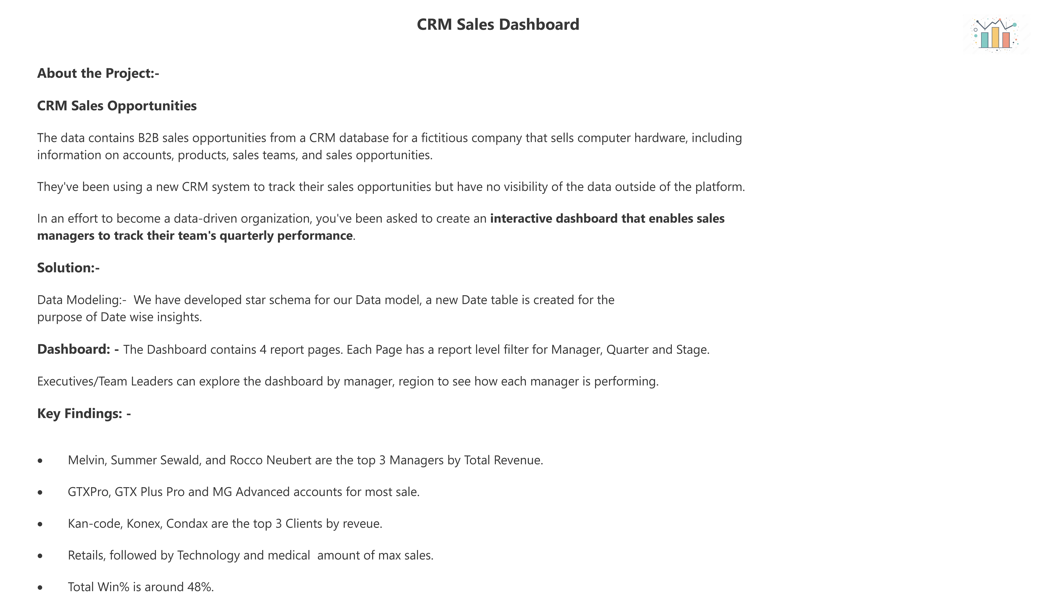 CRM Sales Dashboard
About the Project:-
CRM Sales Opportunities
The data contains B2B sales opportunities from a CRM database for a fictitious company that sells computer hardware, including
information on accounts, products, sales teams, and sales opportunities.
They've been using a new CRM system to track their sales opportunities but have no visibility of the data outside of the platform.
In an effort to become a data-driven organization, you've been asked to create an interactive dashboard that enables sales
managers to track their team's quarterly performance.
Solution:-
Data Modeling:-  We have developed star schema for our Data model, a new Date table is created for the
purpose of Date wise insights.
Dashboard: - The Dashboard contains 4 report pages. Each Page has a report level filter for Manager, Quarter and Stage.
Executives/Team Leaders can explore the dashboard by manager, region to see how each manager is performing.
Key Findings: -
• Melvin, Summer Sewald, and Rocco Neubert are the top 3 Managers by Total Revenue.
• GTXPro, GTX Plus Pro and MG Advanced accounts for most sale.
• Kan-code, Konex, Condax are the top 3 Clients by reveue.
• Retails, followed by Technology and medical  amount of max sales.
• Total Win% is around 48%.